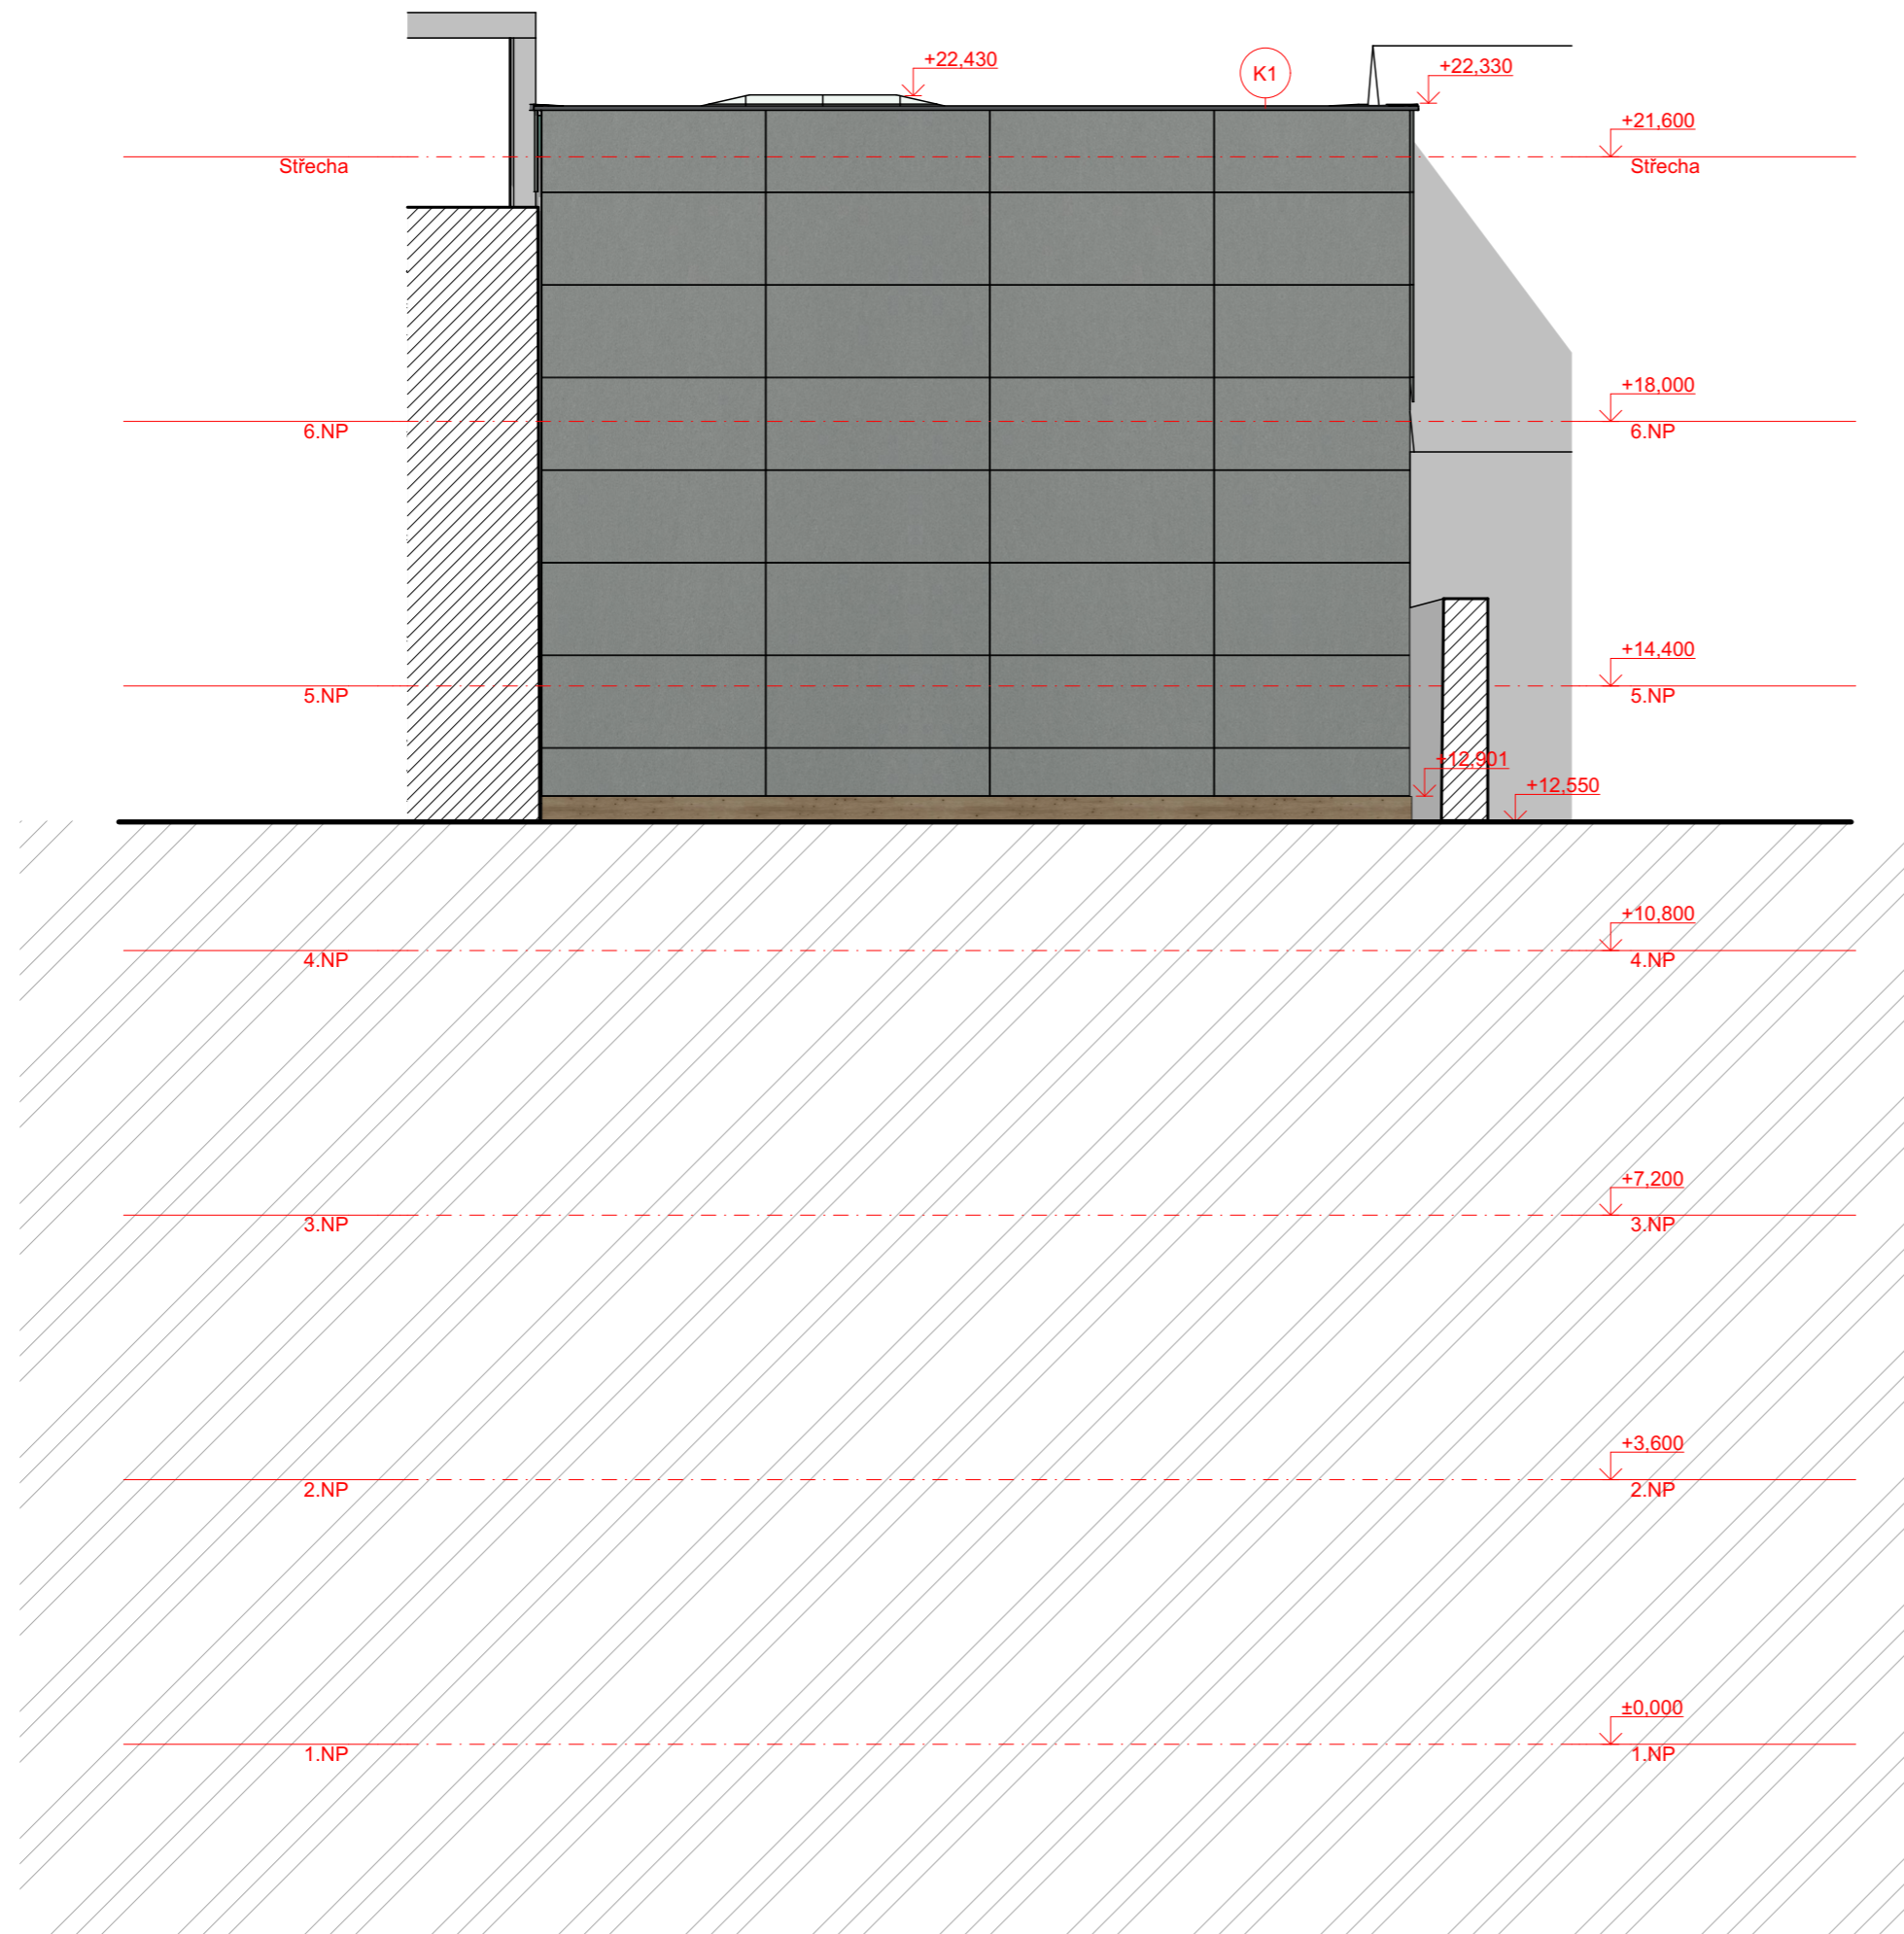 +22,430
K1
+22,330
+21,600
Střecha
Střecha
+18,000
6.NP
6.NP
+14,400
5.NP
5.NP
+12,901
+12,550
+10,800
4.NP
4.NP
+7,200
3.NP
3.NP
+3,600
2.NP
2.NP
±0,000
1.NP
1.NP